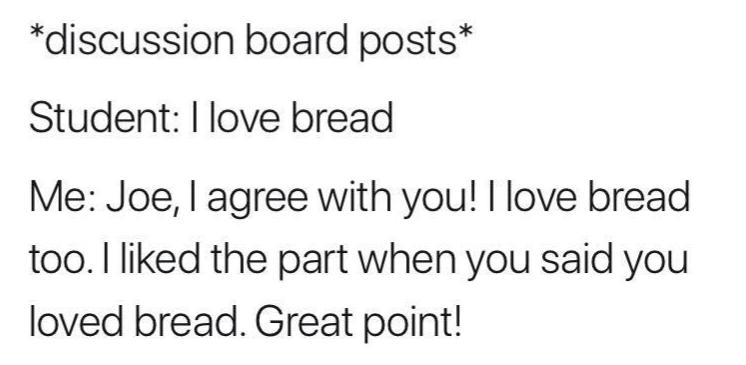 *discussion board posts*
Student: I love bread
Me: Joe, I agree with you! I love bread
too. I liked the part when you said you
loved bread. Great point!